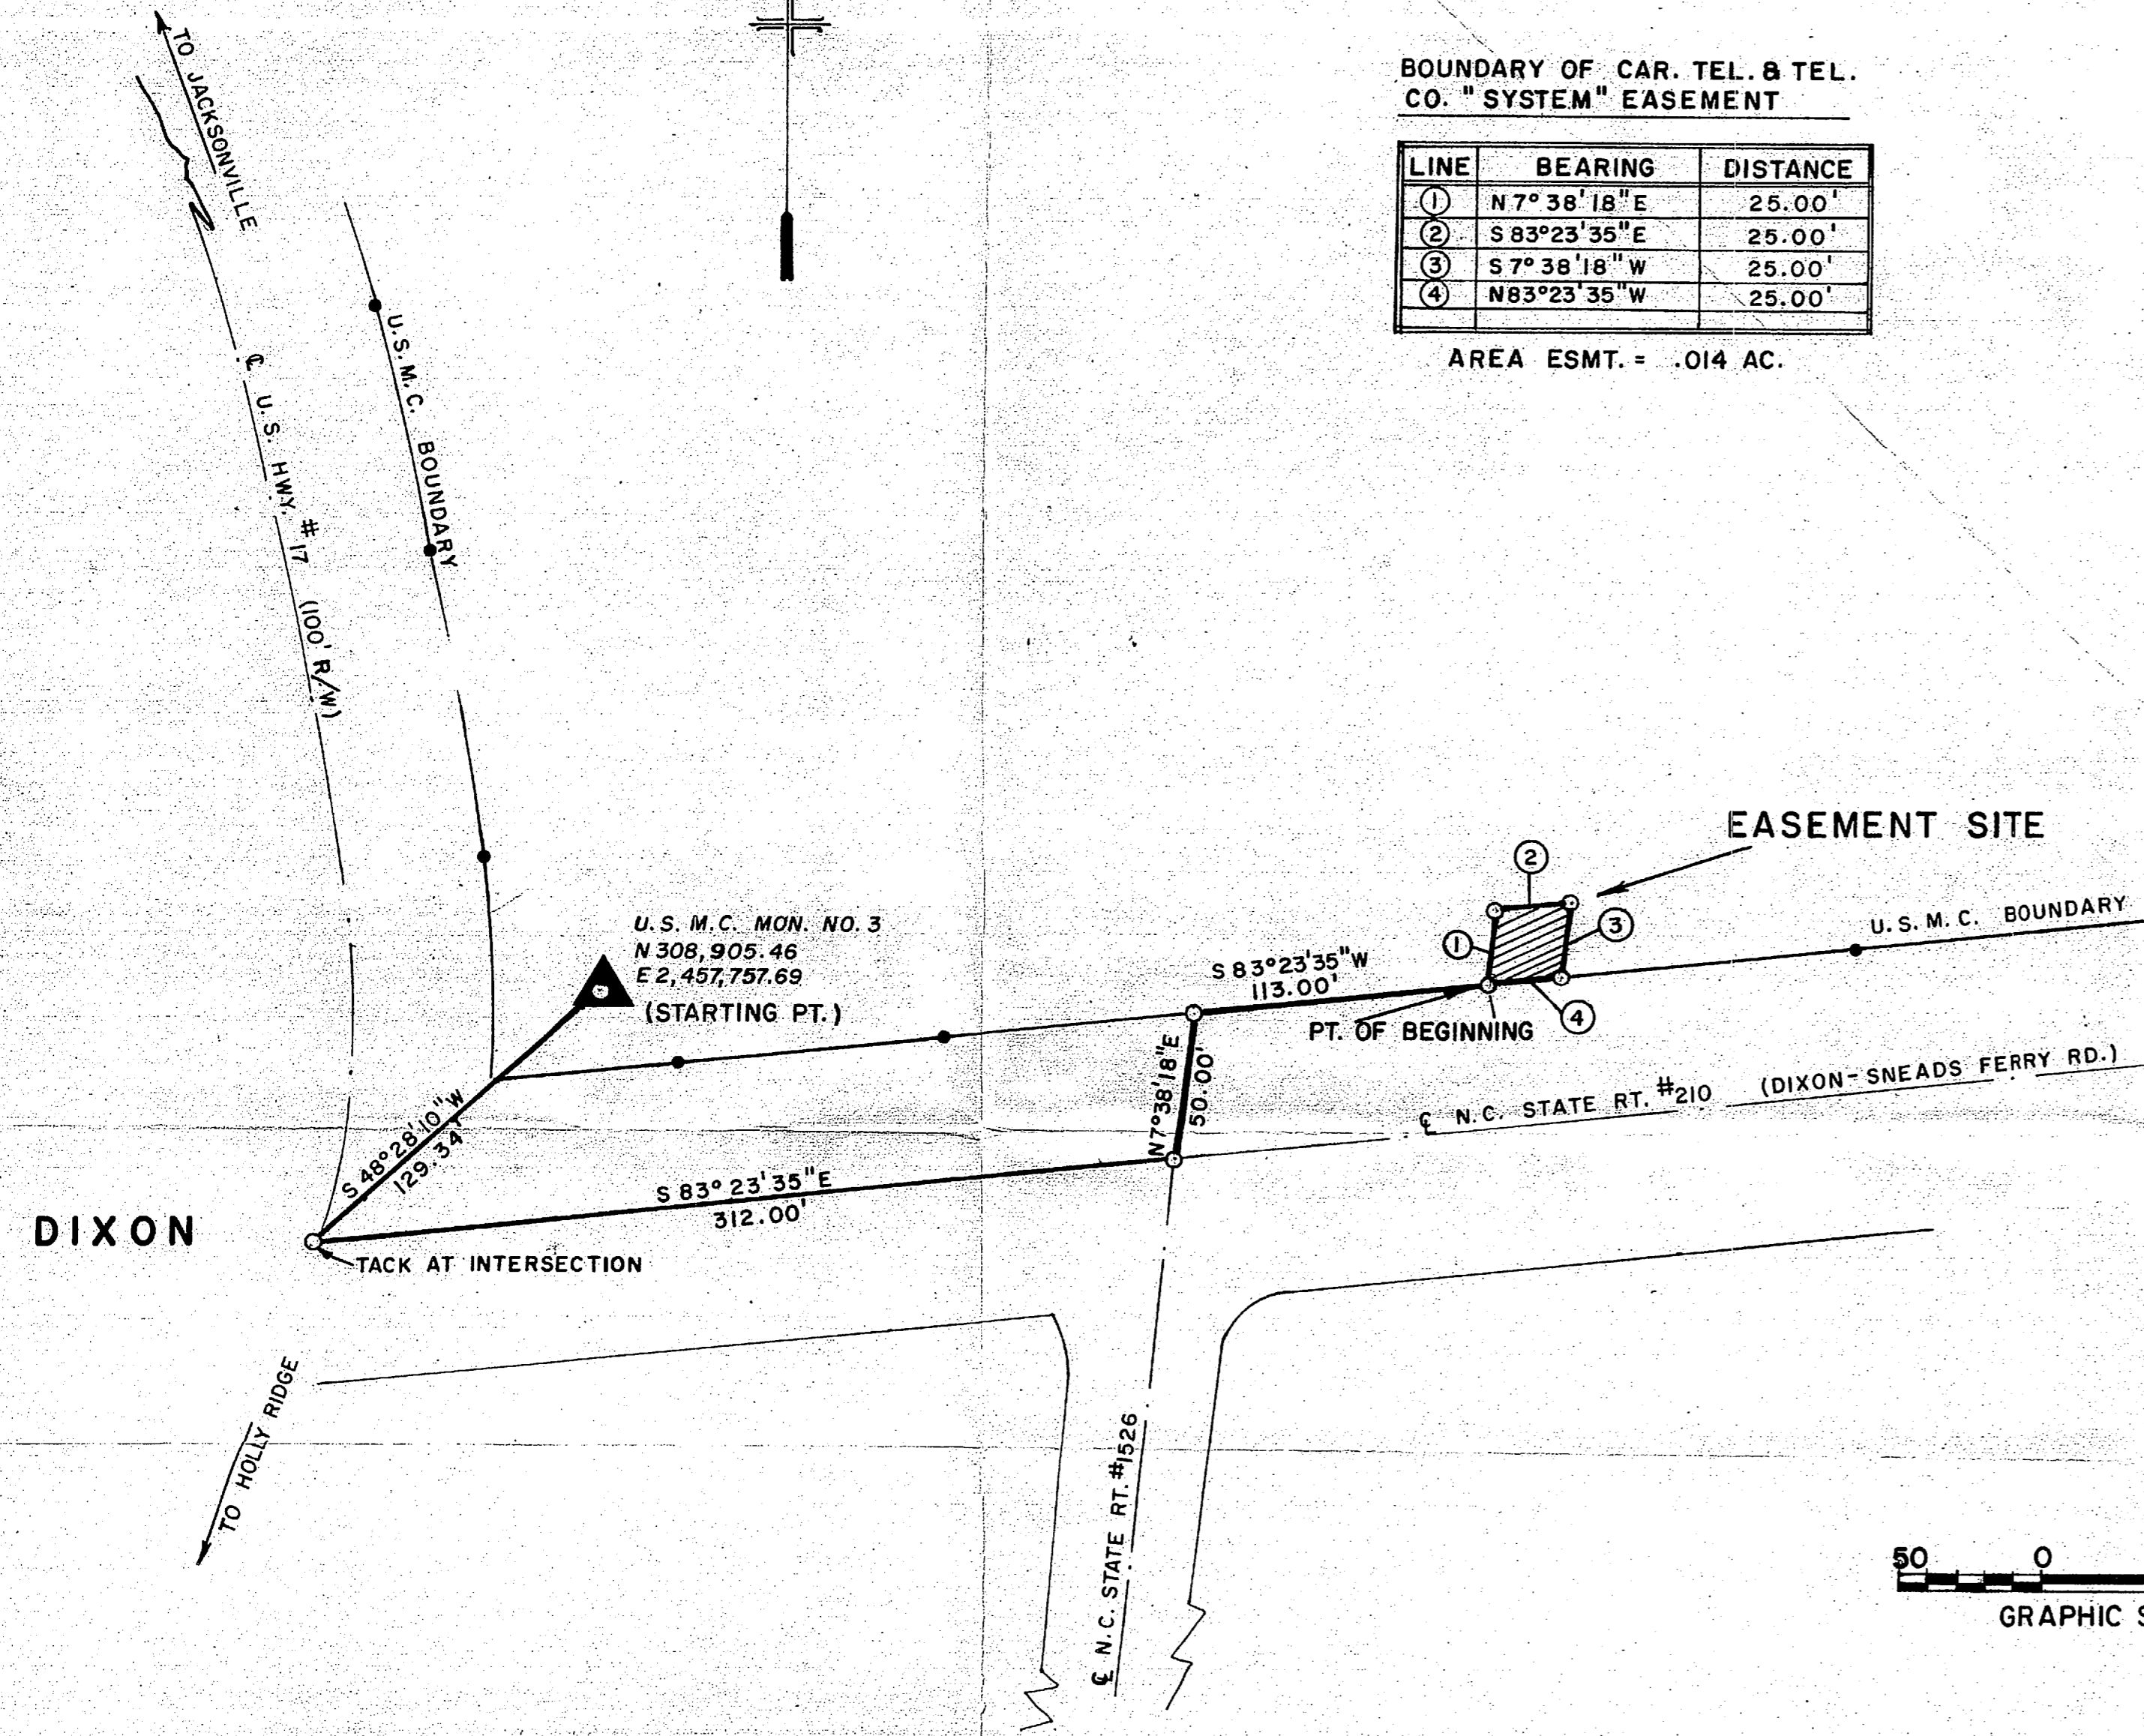 TO JACKSONVILLE
BOUNDARY OF CAR. TEL. & TEL.
CO. "SYSTEM" EASEMENT
LINE BEARING DISTANCE
1 N 7° 38' 18" E 25.00'
2 S 83°23'35"E 25.00'
3 S 7° 38'18" W 25.00'
4 N83°23'35"W 25.00'
AREA ESMT. = .014 AC.
U.S.M.C. BOUNDARY
℄ U.S. HWY. # 17 (100' R/W)
EASEMENT SITE
2
1
3
4
U.S.M.C. BOUNDARY
U.S.M.C. MON. NO. 3
N 308,905.46
E 2,457,757.69
(STARTING PT.)
S 83°23'35"W
113.00'
PT. OF BEGINNING
N7°38'18"E
50.00'
℄ N.C. STATE RT. #210 (DIXON-SNEADS FERRY RD.)
S 48°28'10"W
129.34'
S 83° 23'35"E
312.00'
DIXON
TACK AT INTERSECTION
TO HOLLY RIDGE
℄ N.C. STATE RT. #1526
50 0
GRAPHIC S